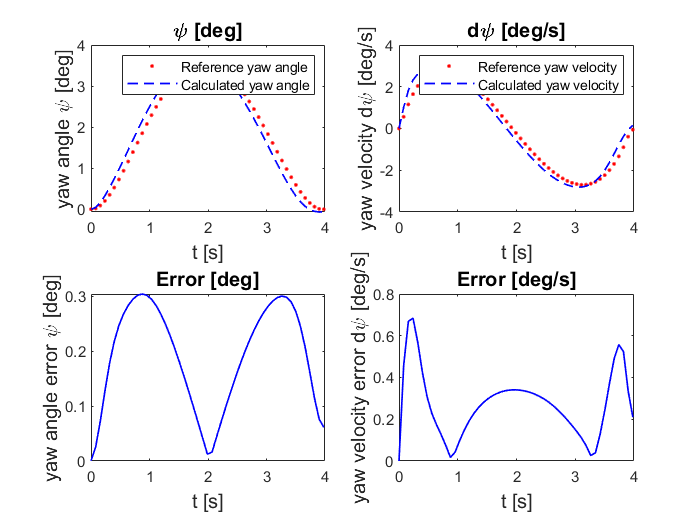 ψ [deg]
yaw angle ψ [deg]
4
3
2
1
0
Reference yaw angle
Calculated yaw angle
0 1 2 3 4
t [s]
dψ [deg/s]
yaw velocity dψ [deg/s]
4
2
0
-2
-4
Reference yaw velocity
Calculated yaw velocity
0 1 2 3 4
t [s]
Error [deg]
yaw angle error ψ [deg]
0.3
0.2
0.1
0
0 1 2 3 4
t [s]
Error [deg/s]
yaw velocity error dψ [deg/s]
0.8
0.6
0.4
0.2
0
0 1 2 3 4
t [s]